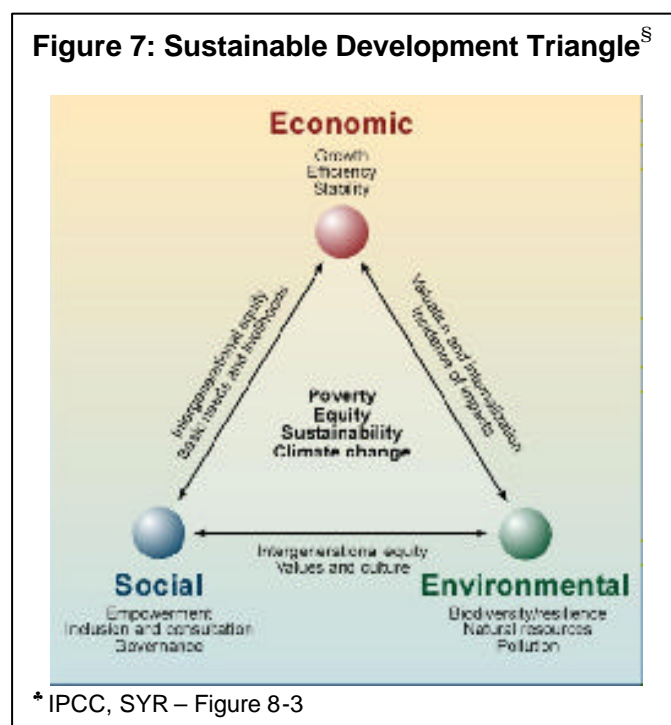 Figure 7: Sustainable Development Triangle§
Economic
Growth
Efficiency
Stability
Intergenerational equity
Basic needs and livelihoods
Valuation and internalization
Incidence of impacts
Poverty
Equity
Sustainability
Climate change
Intergenerational equity
Values and culture
Social
Empowerment
Inclusion and consultation
Governance
Environmental
Biodiversity/resilience
Natural resources
Pollution
♣ IPCC, SYR – Figure 8-3